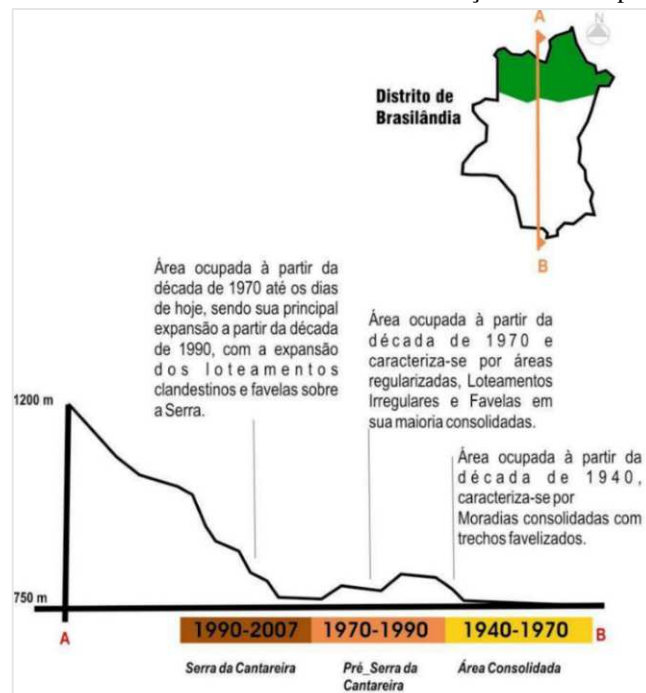 A
N
Distrito de
Brasilândia
B
Área ocupada à partir da
década de 1970 até os dias
de hoje, sendo sua principal
expansão a partir da década
de 1990, com a expansão
dos loteamentos
clandestinos e favelas sobre
a Serra.
Área ocupada à partir da
década de 1970 e
caracteriza-se por áreas
regularizadas, Loteamentos
Irregulares e Favelas em
sua maioria consolidadas.
Área ocupada à partir da
década de 1940,
caracteriza-se por
Moradias consolidadas com
trechos favelizados.
1200 m
750 m
A
1990-2007
1970-1990
1940-1970
B
Serra da Cantareira
Pré_Serra da
Cantareira
Área Consolidada